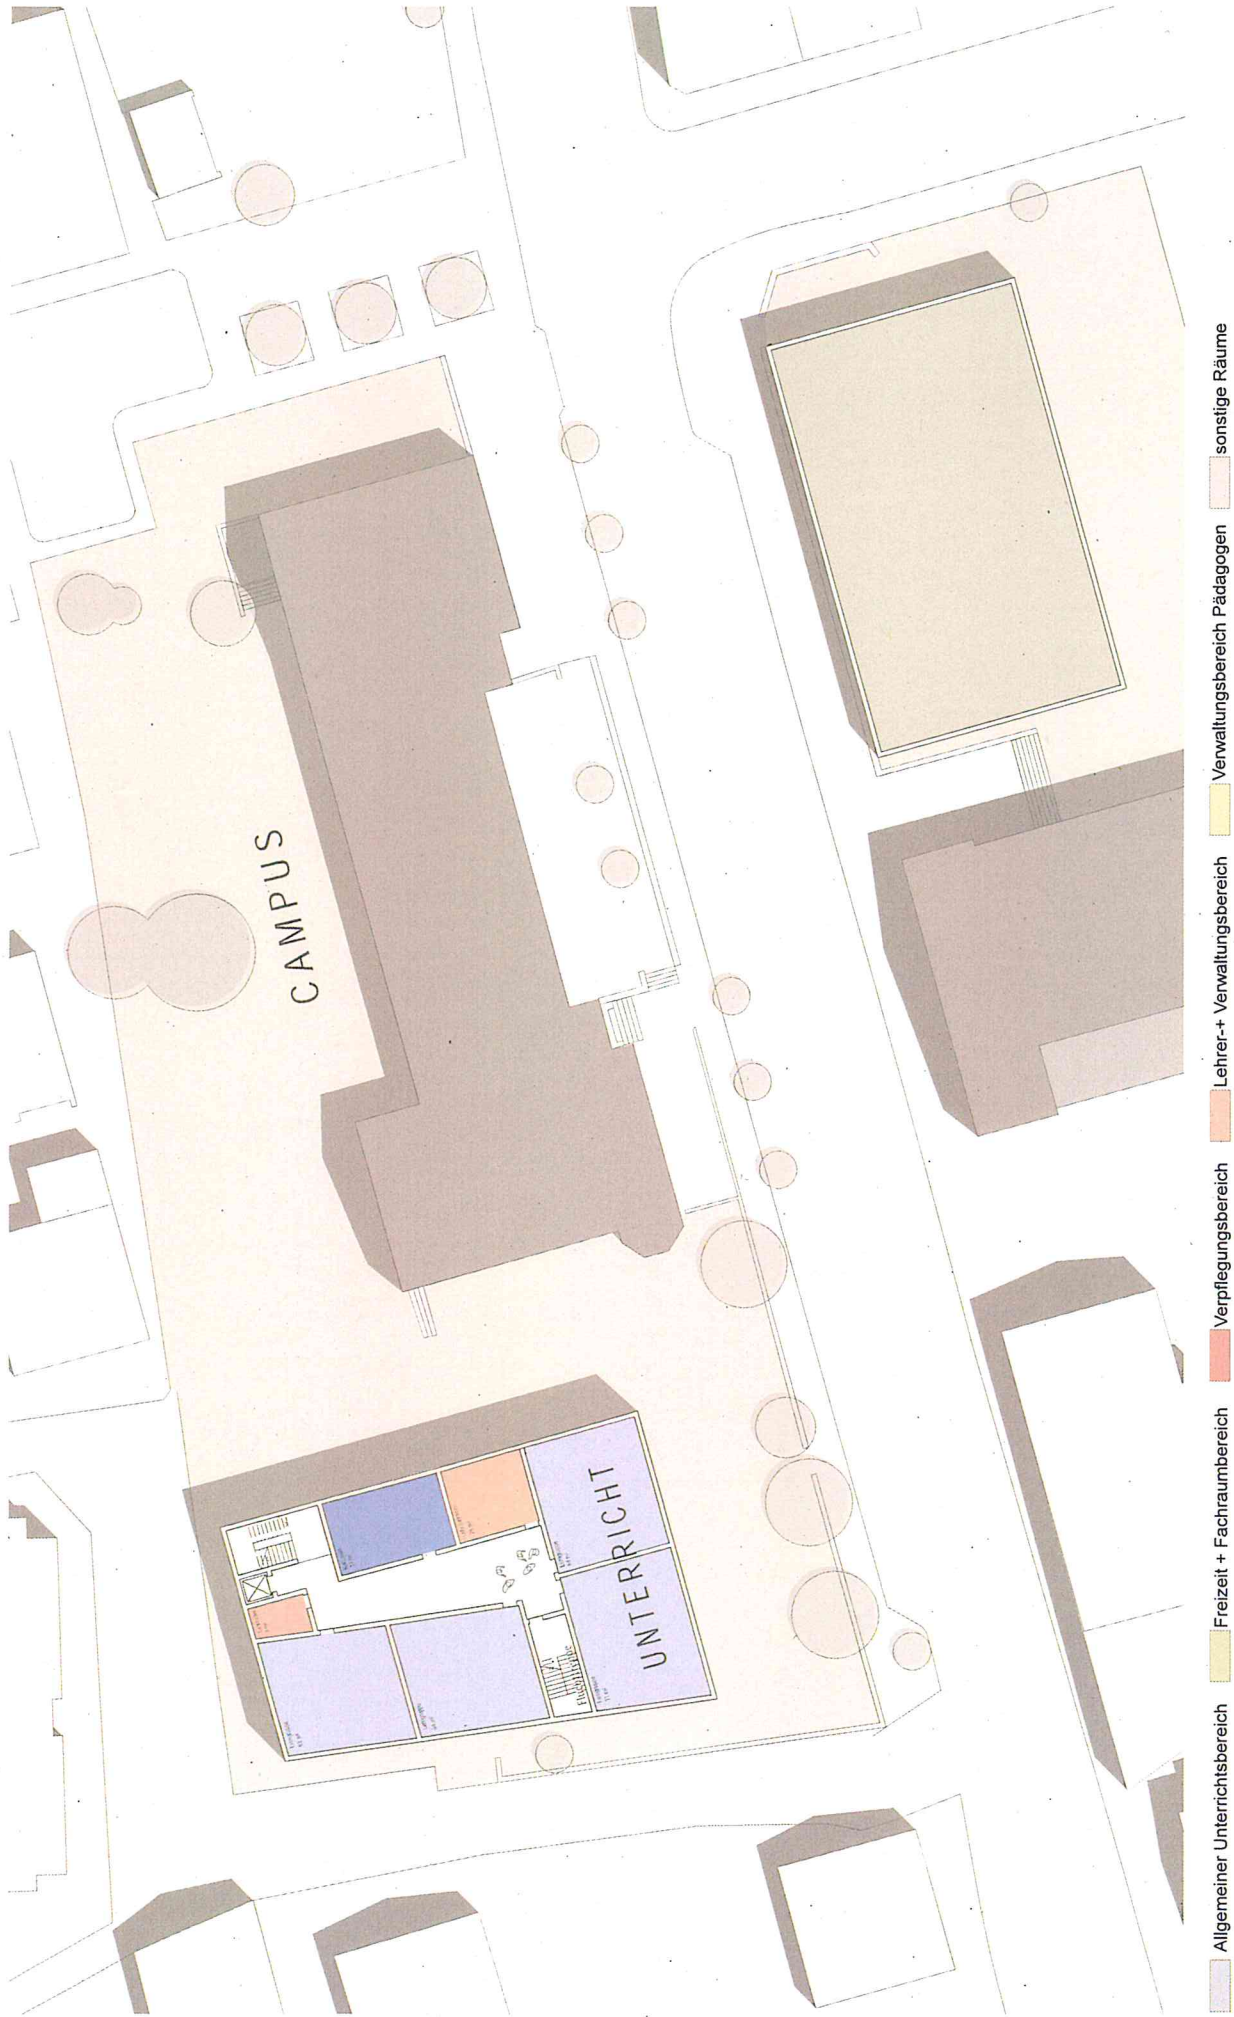 CAMPUS
UNTERRICHT
Allgemeiner Unterrichtsbereich
Freizeit + Fachraumbereich
Verpflegungsbereich
Lehrer-+ Verwaltungsbereich
Verwaltungsbereich Pädagogen
sonstige Räume